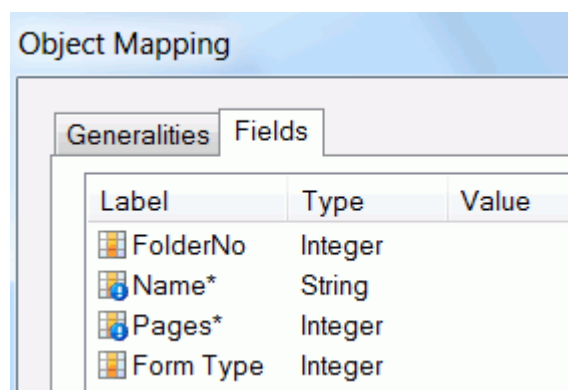 Object Mapping
Generalities Fields
Label Type Value
FolderNo Integer
Name* String
Pages* Integer
Form Type Integer